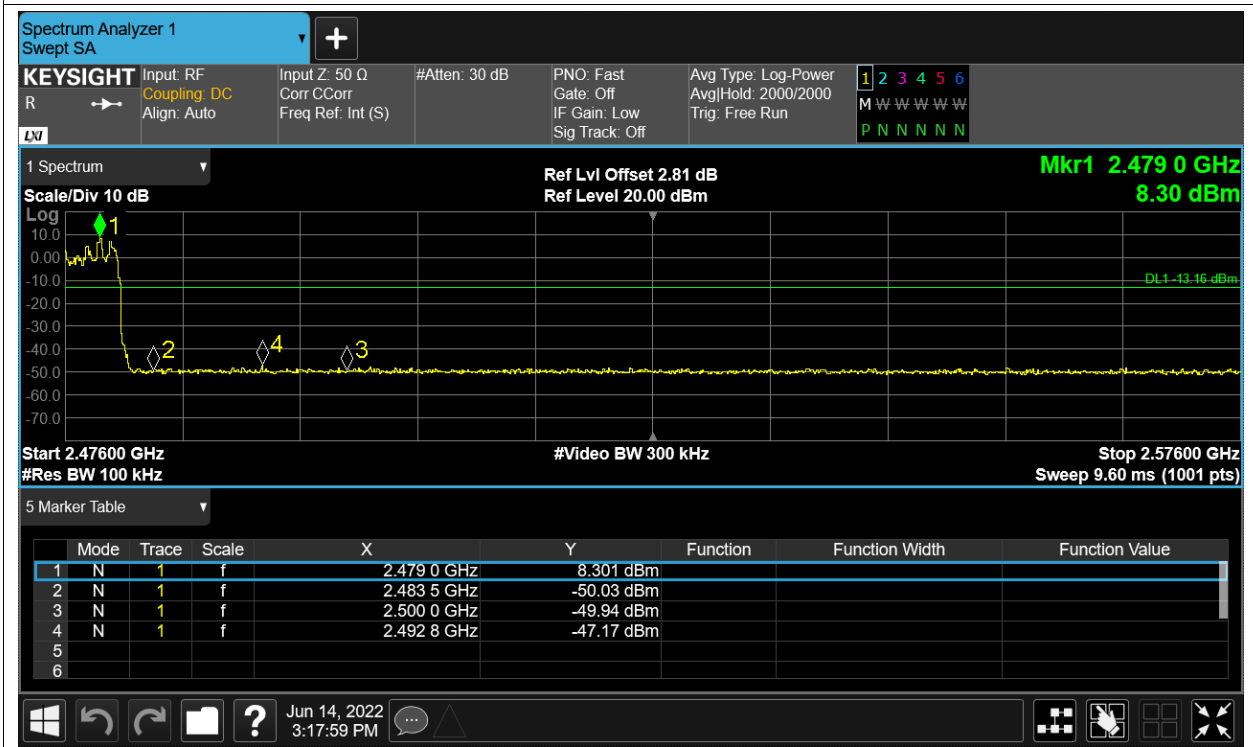 Spectrum Analyzer 1
Swept SA
+
KEYSIGHT Input: RF Input Z: 50 Ω #Atten: 30 dB PNO: Fast Avg Type: Log-Power 1 2 3 4 5 6
R Coupling: DC Corr CCorr Gate: Off Avg|Hold: 2000/2000 M W W W W W
Align: Auto Freq Ref: Int (S) IF Gain: Low Trig: Free Run
LXI Sig Track: Off P N N N N N
1 Spectrum Ref Lvl Offset 2.81 dB Mkr1 2.479 0 GHz
Scale/Div 10 dB Ref Level 20.00 dBm 8.30 dBm
Log
1
10.0
0.00
-10.0 DL1 -13.16 dBm
-20.0
-30.0
-40.0 2 4 3
-50.0
-60.0
-70.0
Start 2.47600 GHz #Video BW 300 kHz Stop 2.57600 GHz
#Res BW 100 kHz Sweep 9.60 ms (1001 pts)
5 Marker Table
Mode Trace Scale X Y Function Function Width Function Value
1 N 1 f 2.479 0 GHz 8.301 dBm
2 N 1 f 2.483 5 GHz -50.03 dBm
3 N 1 f 2.500 0 GHz -49.94 dBm
4 N 1 f 2.492 8 GHz -47.17 dBm
5
6
? Jun 14, 2022
3:17:59 PM